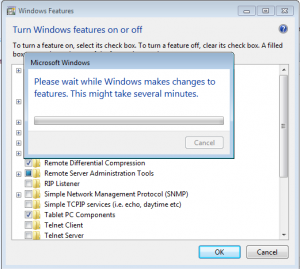 Windows Features
Turn Windows features on or off
To turn a feature on, select its check box. To turn a feature off, clear its check box. A filled
Microsoft Windows
Please wait while Windows makes changes to
features. This might take several minutes.
Cancel
Remote Differential Compression
Remote Server Administration Tools
RIP Listener
Simple Network Management Protocol (SNMP)
Simple TCPIP services (i.e. echo, daytime etc)
Tablet PC Components
Telnet Client
Telnet Server
OK
Cancel